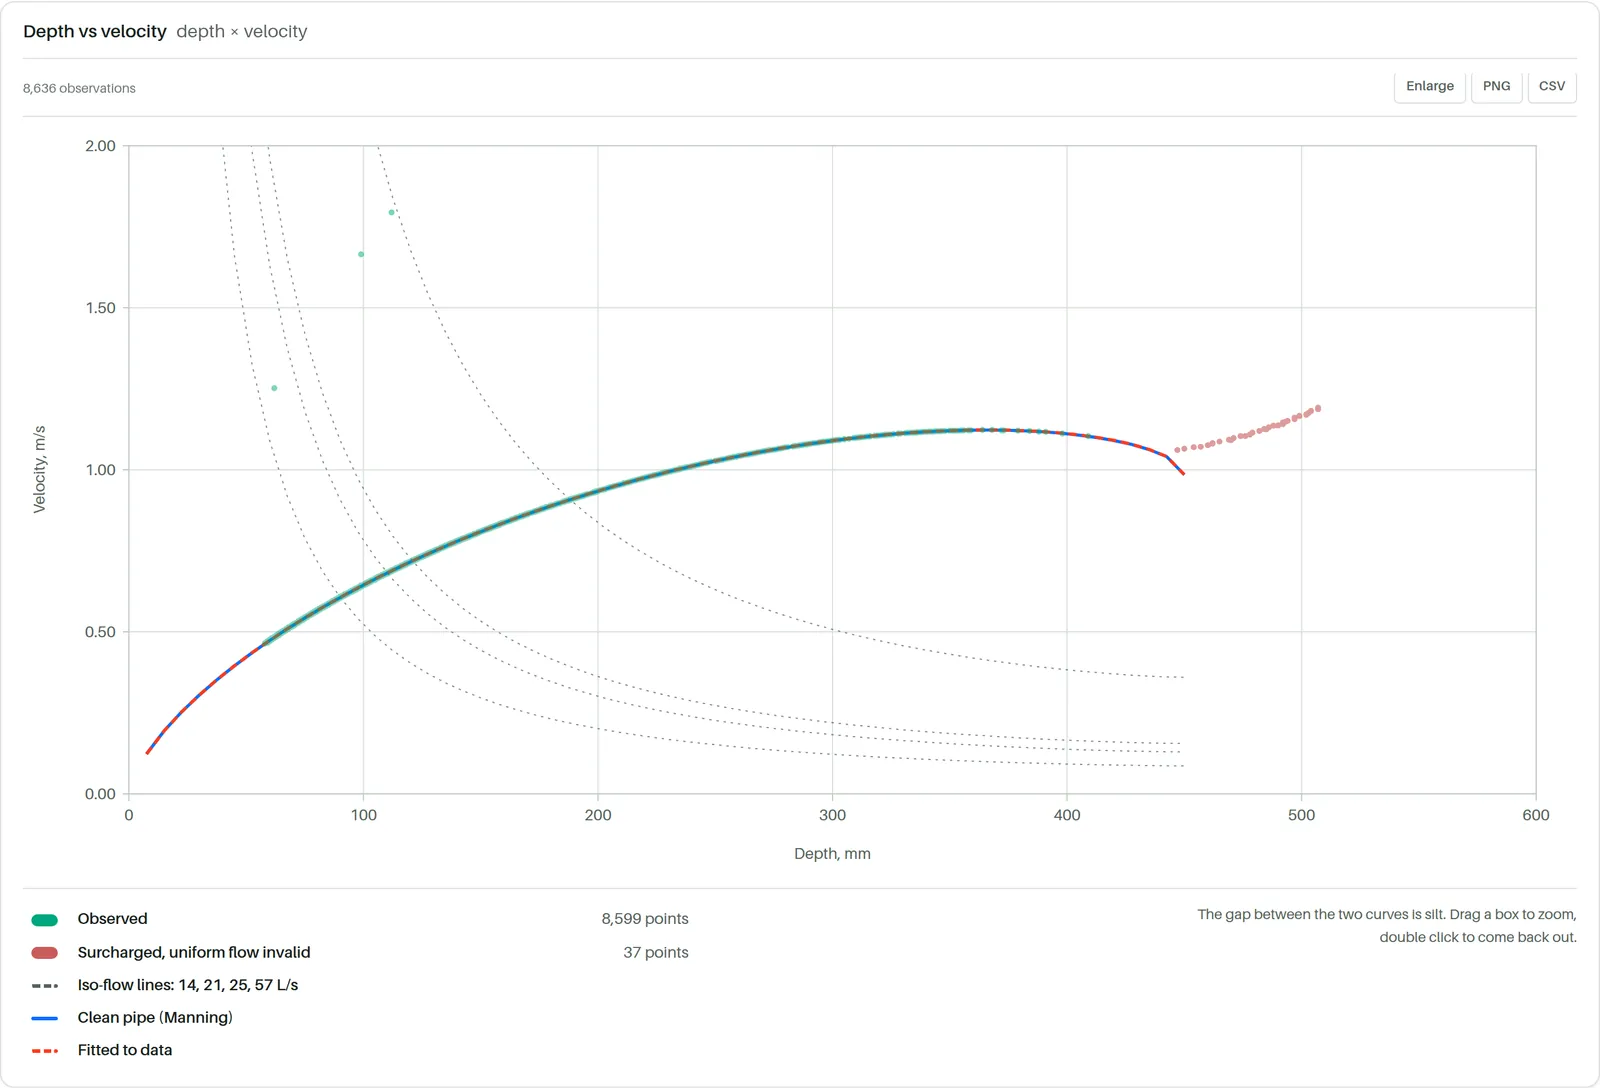 Depth vs velocity depth × velocity
8,636 observations
Enlarge PNG CSV
2.00
1.50
1.00
0.50
0.00
Velocity, m/s
0 100 200 300 400 500 600
Depth, mm
Observed 8,599 points
Surcharged, uniform flow invalid 37 points
Iso-flow lines: 14, 21, 25, 57 L/s
Clean pipe (Manning)
Fitted to data
The gap between the two curves is silt. Drag a box to zoom,
double click to come back out.